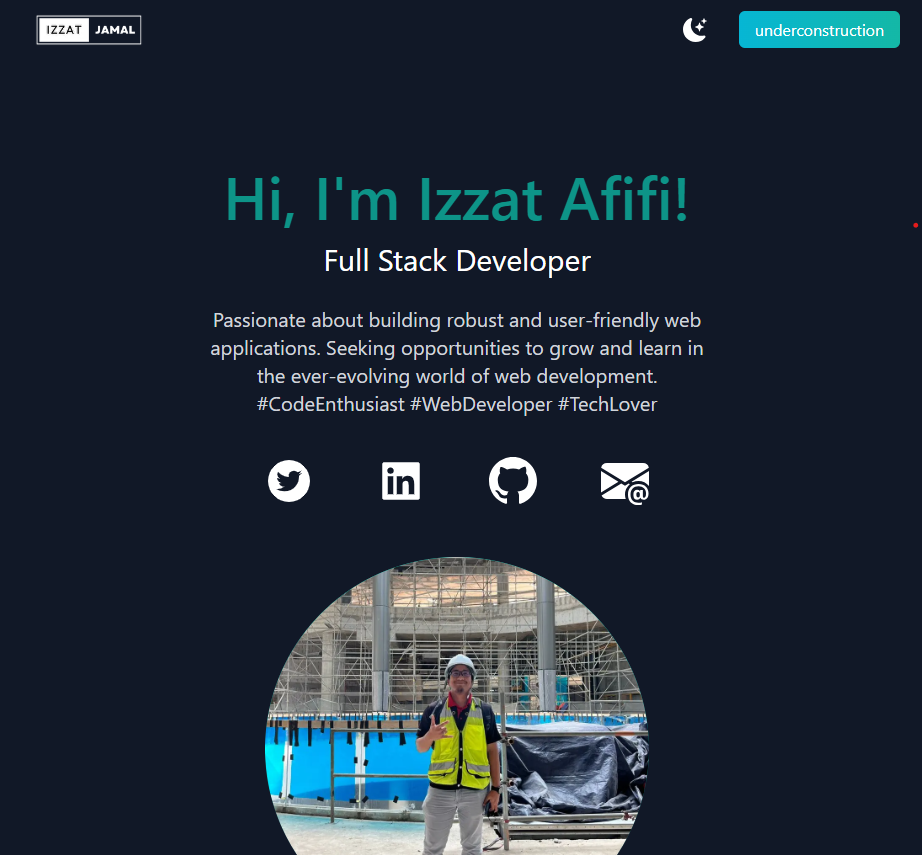 IZZAT JAMAL
underconstruction
Hi, I'm Izzat Afifi!
Full Stack Developer
Passionate about building robust and user-friendly web
applications. Seeking opportunities to grow and learn in
the ever-evolving world of web development.
#CodeEnthusiast #WebDeveloper #TechLover
in
@